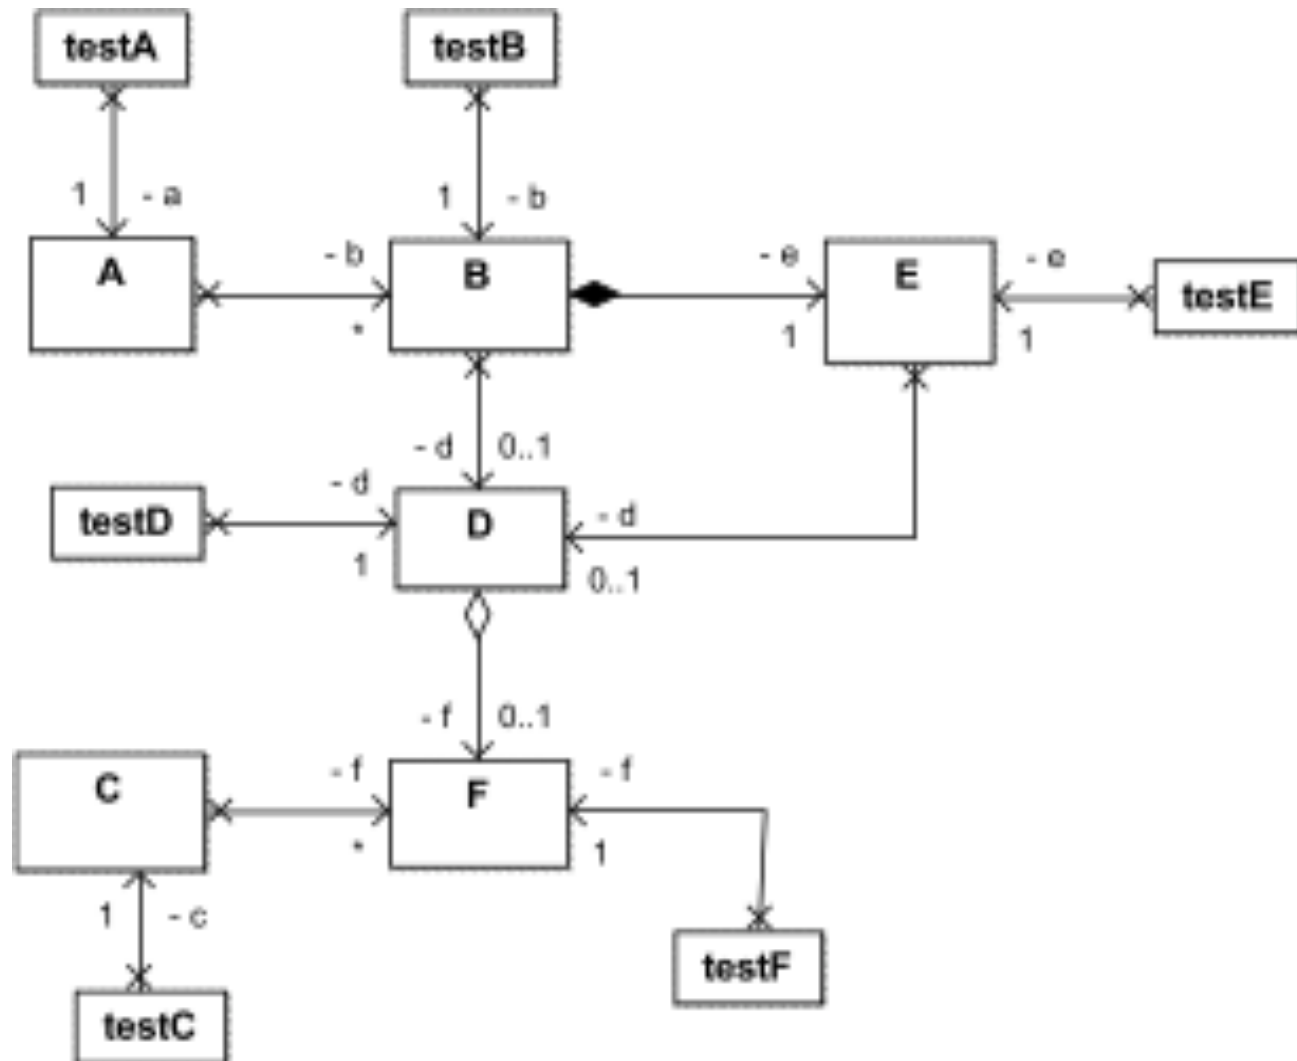 testA
testB
1
- a
1
- b
A
- b
*
B
- e
1
E
- e
1
testE
- d
0..1
testD
- d
1
D
- d
0..1
- f
0..1
C
- f
*
F
- f
1
1
- c
testF
testC